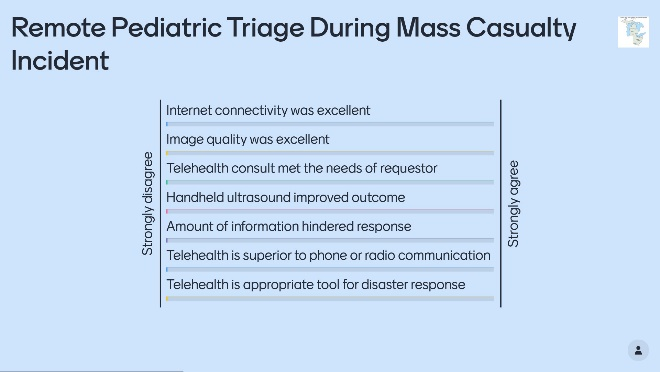 Remote Pediatric Triage During Mass Casualty
Incident
Strongly disagree
Internet connectivity was excellent
Image quality was excellent
Telehealth consult met the needs of requestor
Handheld ultrasound improved outcome
Amount of information hindered response
Telehealth is superior to phone or radio communication
Telehealth is appropriate tool for disaster response
Strongly agree